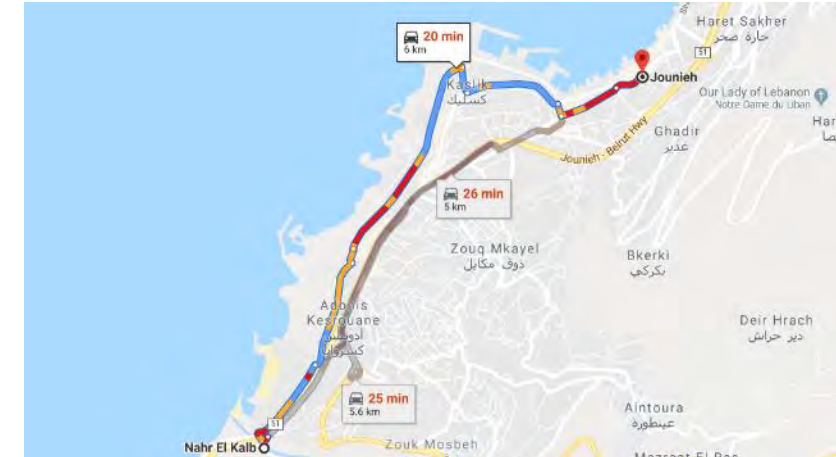 20 min
6 km
Haret Sakher
حارة صخر
51
Jounieh
Kaslik
كسليك
Our Lady of Lebanon
Notre Dame du Liban
Har
Ghadir
غدير
Jounieh - Beirut Hwy
26 min
5 km
Zouq Mkayel
ذوق مكايل
Bkerki
بكركي
Adonis
Kesrouane
أدونيس
كسروان
Deir Hrach
دير حراش
25 min
5.6 km
Aintoura
عينطورة
51
Nahr El Kalb
Zouk Mosbeh